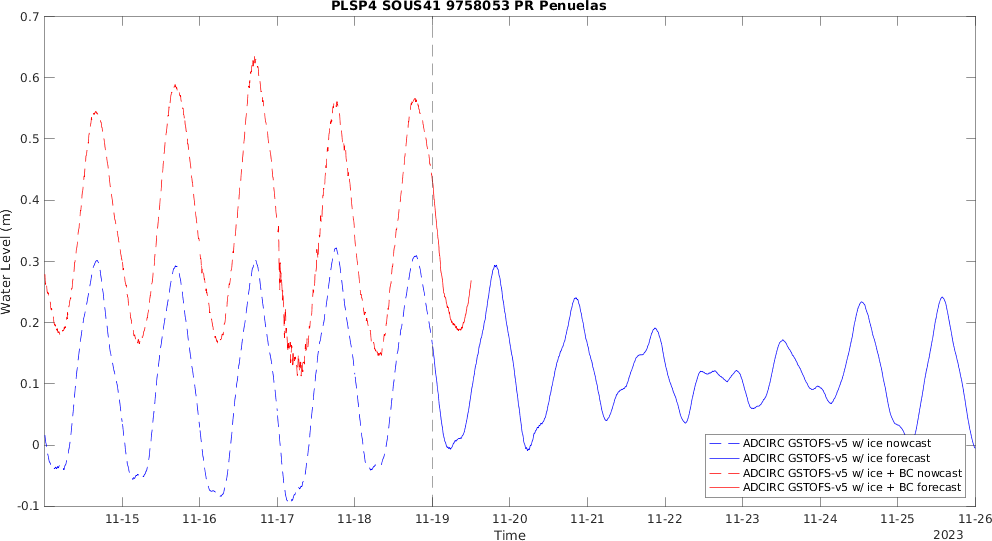 PLSP4 SOUS41 9758053 PR Penuelas
0.7
0.6
0.5
0.4
0.3
0.2
0.1
0
-0.1
Water Level (m)
ADCIRC GSTOFS-v5 w/ ice nowcast
ADCIRC GSTOFS-v5 w/ ice forecast
ADCIRC GSTOFS-v5 w/ ice + BC nowcast
ADCIRC GSTOFS-v5 w/ ice + BC forecast
11-15 11-16 11-17 11-18 11-19 11-20 11-21 11-22 11-23 11-24 11-25 11-26
Time
2023